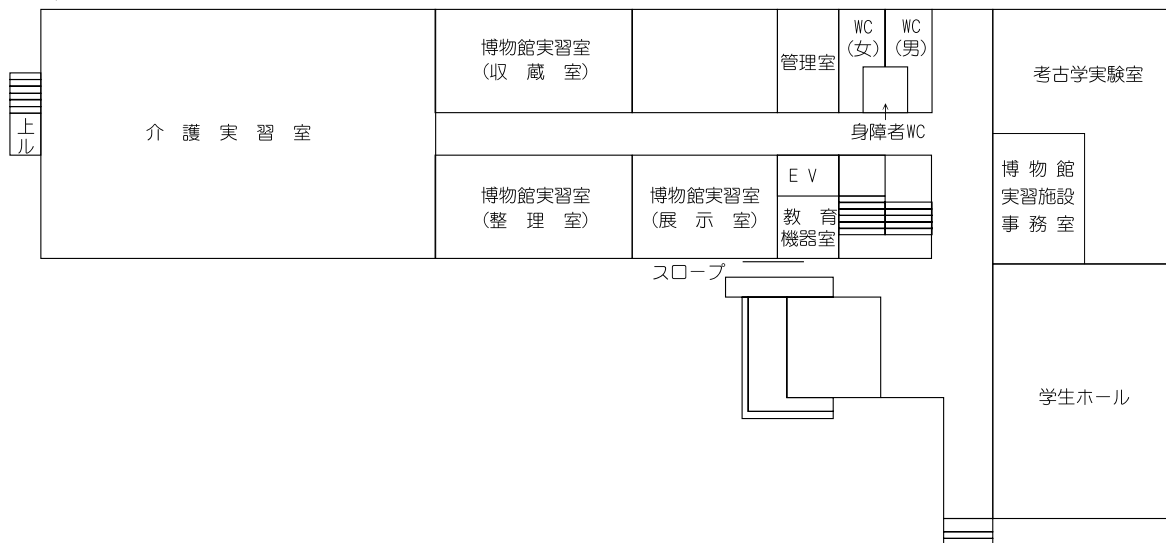 介護実習室
上ル
博物館実習室
(収蔵室)
管理室
WC
(女)
WC
(男)
身障者WC
考古学実験室
博物館実習室
(整理室)
博物館実習室
(展示室)
EV
教育
機器室
博物館
実習施設
事務室
スロープ
学生ホール